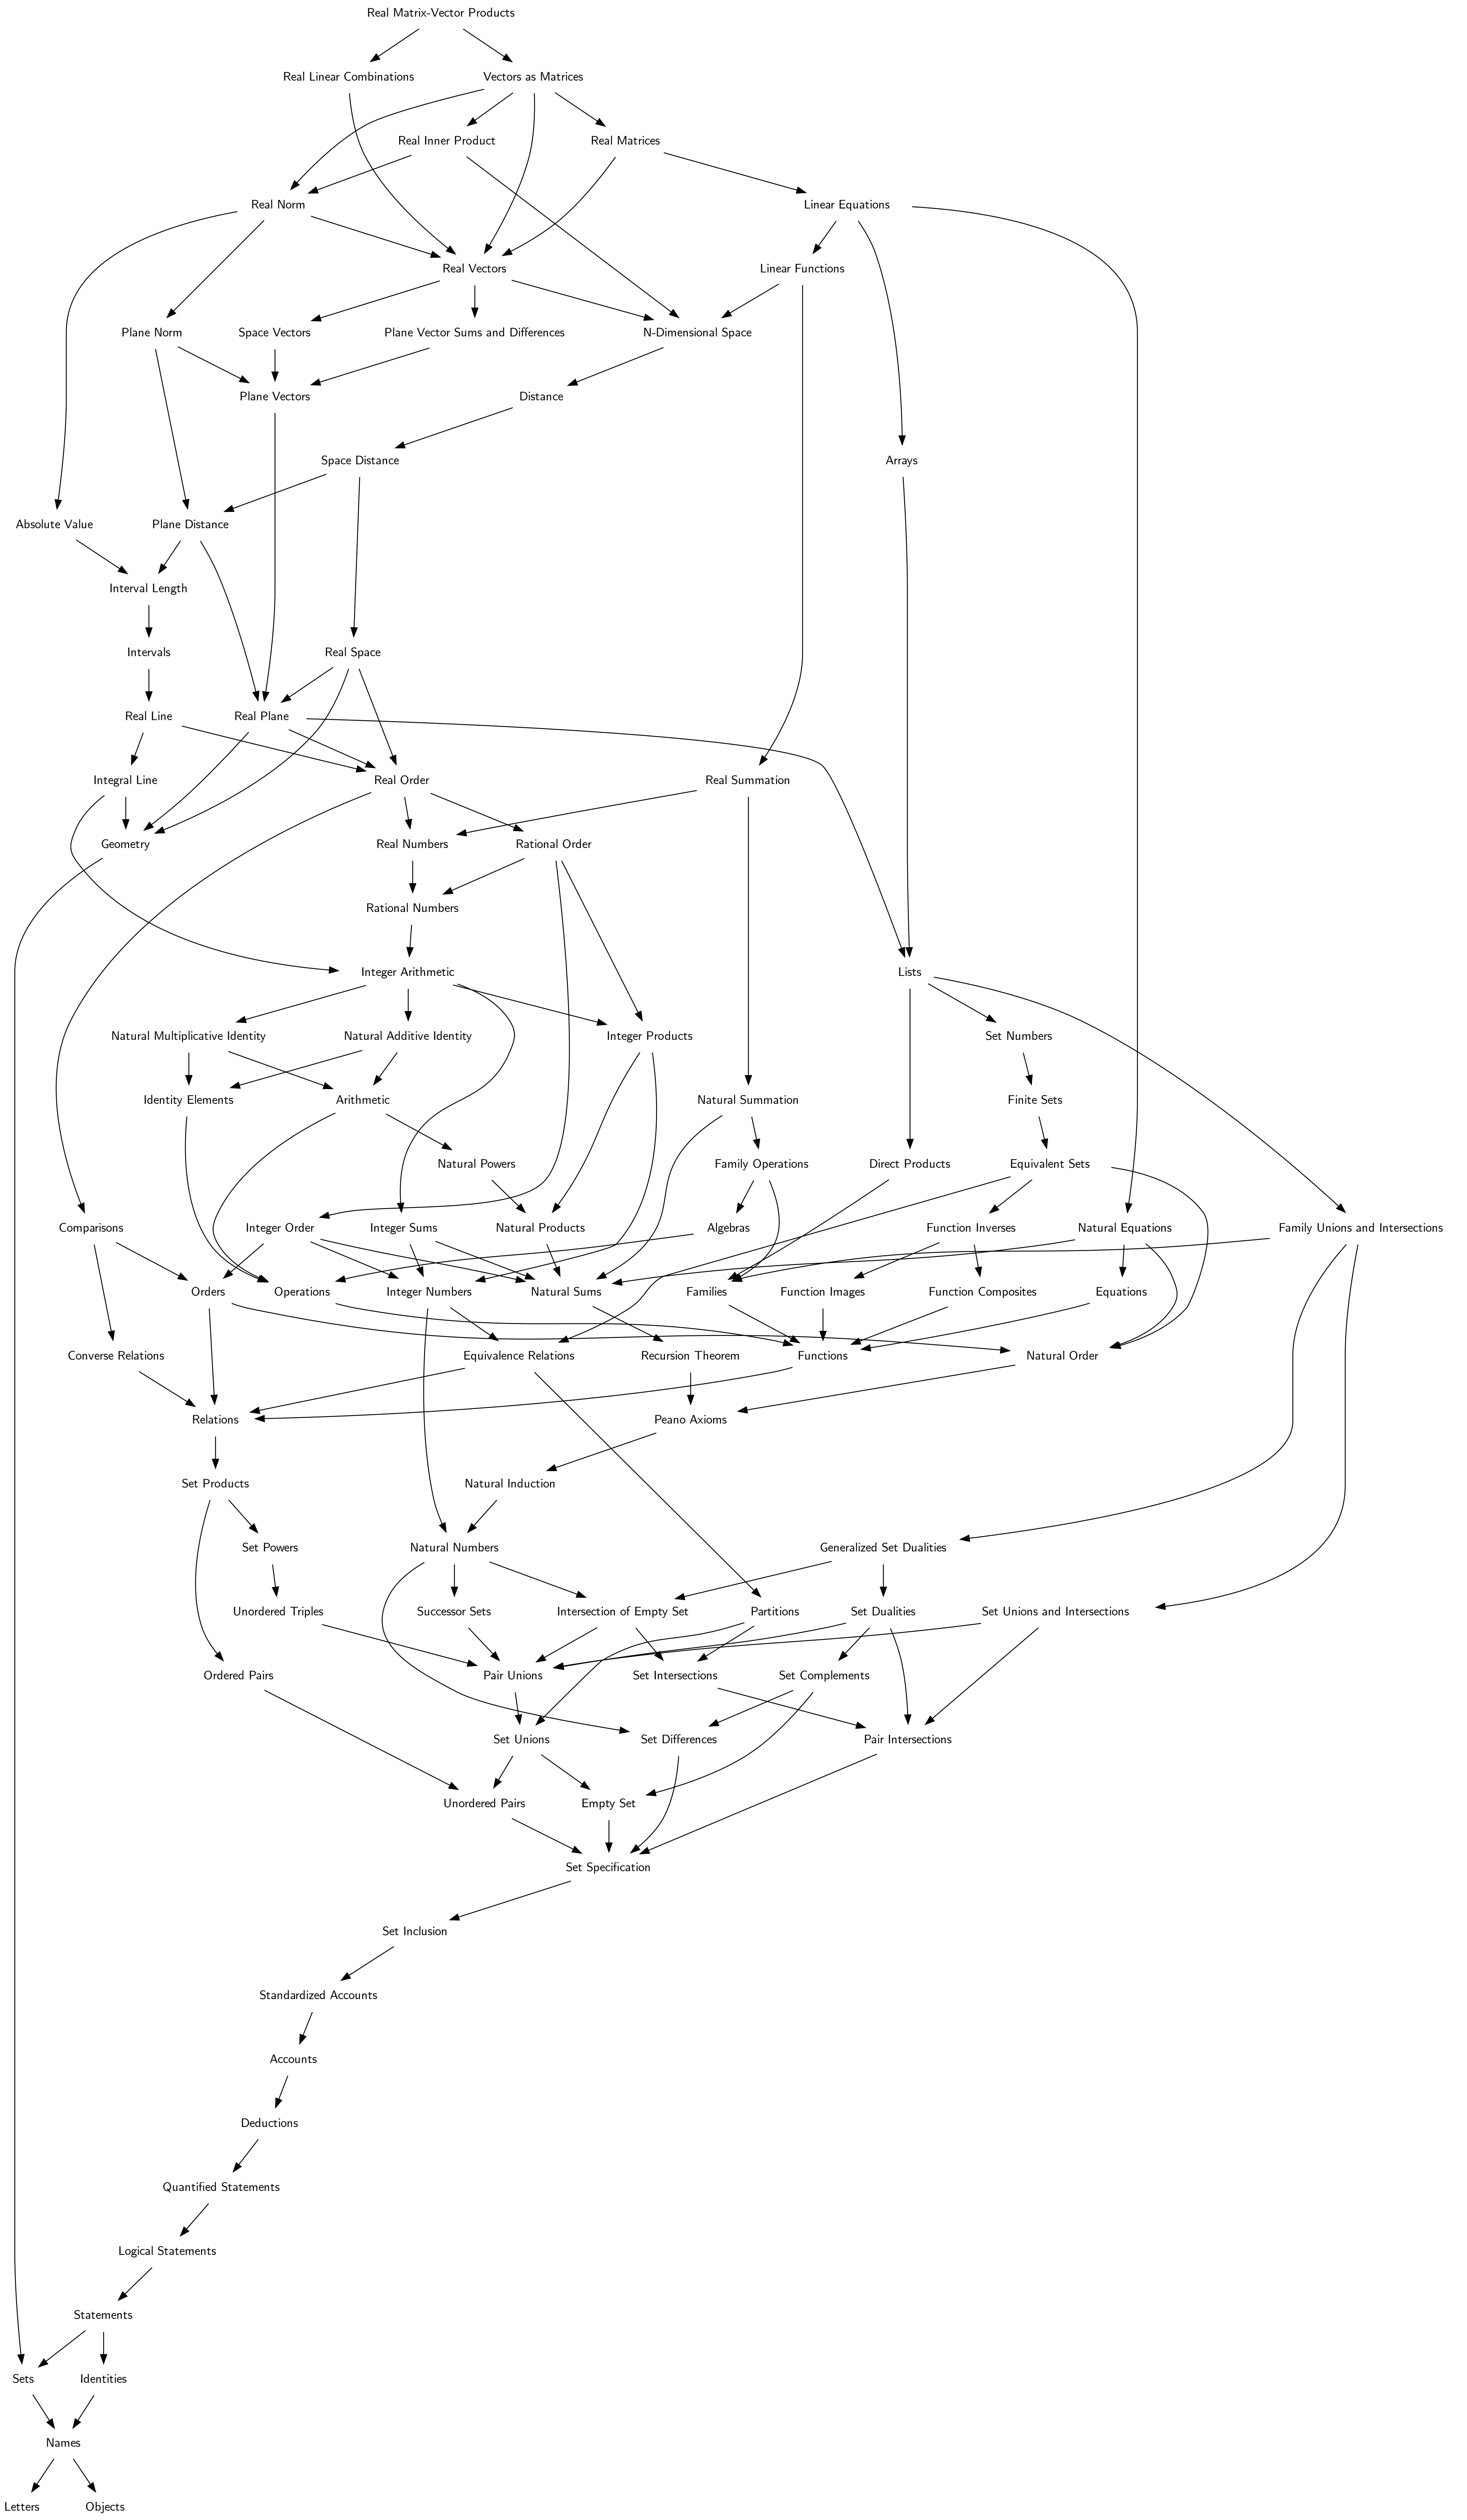 Real Matrix-Vector Products
Real Linear Combinations
Vectors as Matrices
Real Inner Product
Real Matrices
Real Norm
Linear Equations
Real Vectors
Linear Functions
Plane Norm
Space Vectors
Plane Vector Sums and Differences
N-Dimensional Space
Plane Vectors
Distance
Space Distance
Arrays
Absolute Value
Plane Distance
Interval Length
Intervals
Real Space
Real Line
Real Plane
Integral Line
Real Order
Real Summation
Geometry
Real Numbers
Rational Order
Rational Numbers
Integer Arithmetic
Lists
Natural Multiplicative Identity
Natural Additive Identity
Integer Products
Set Numbers
Identity Elements
Arithmetic
Natural Summation
Finite Sets
Natural Powers
Family Operations
Direct Products
Equivalent Sets
Comparisons
Integer Order
Integer Sums
Natural Products
Algebras
Function Inverses
Natural Equations
Family Unions and Intersections
Orders
Operations
Integer Numbers
Natural Sums
Families
Function Images
Function Composites
Equations
Converse Relations
Equivalence Relations
Recursion Theorem
Functions
Natural Order
Relations
Peano Axioms
Set Products
Natural Induction
Set Powers
Natural Numbers
Generalized Set Dualities
Unordered Triples
Successor Sets
Intersection of Empty Set
Partitions
Set Dualities
Set Unions and Intersections
Ordered Pairs
Pair Unions
Set Intersections
Set Complements
Set Unions
Set Differences
Pair Intersections
Unordered Pairs
Empty Set
Set Specification
Set Inclusion
Standardized Accounts
Accounts
Deductions
Quantified Statements
Logical Statements
Statements
Sets
Identities
Names
Letters
Objects